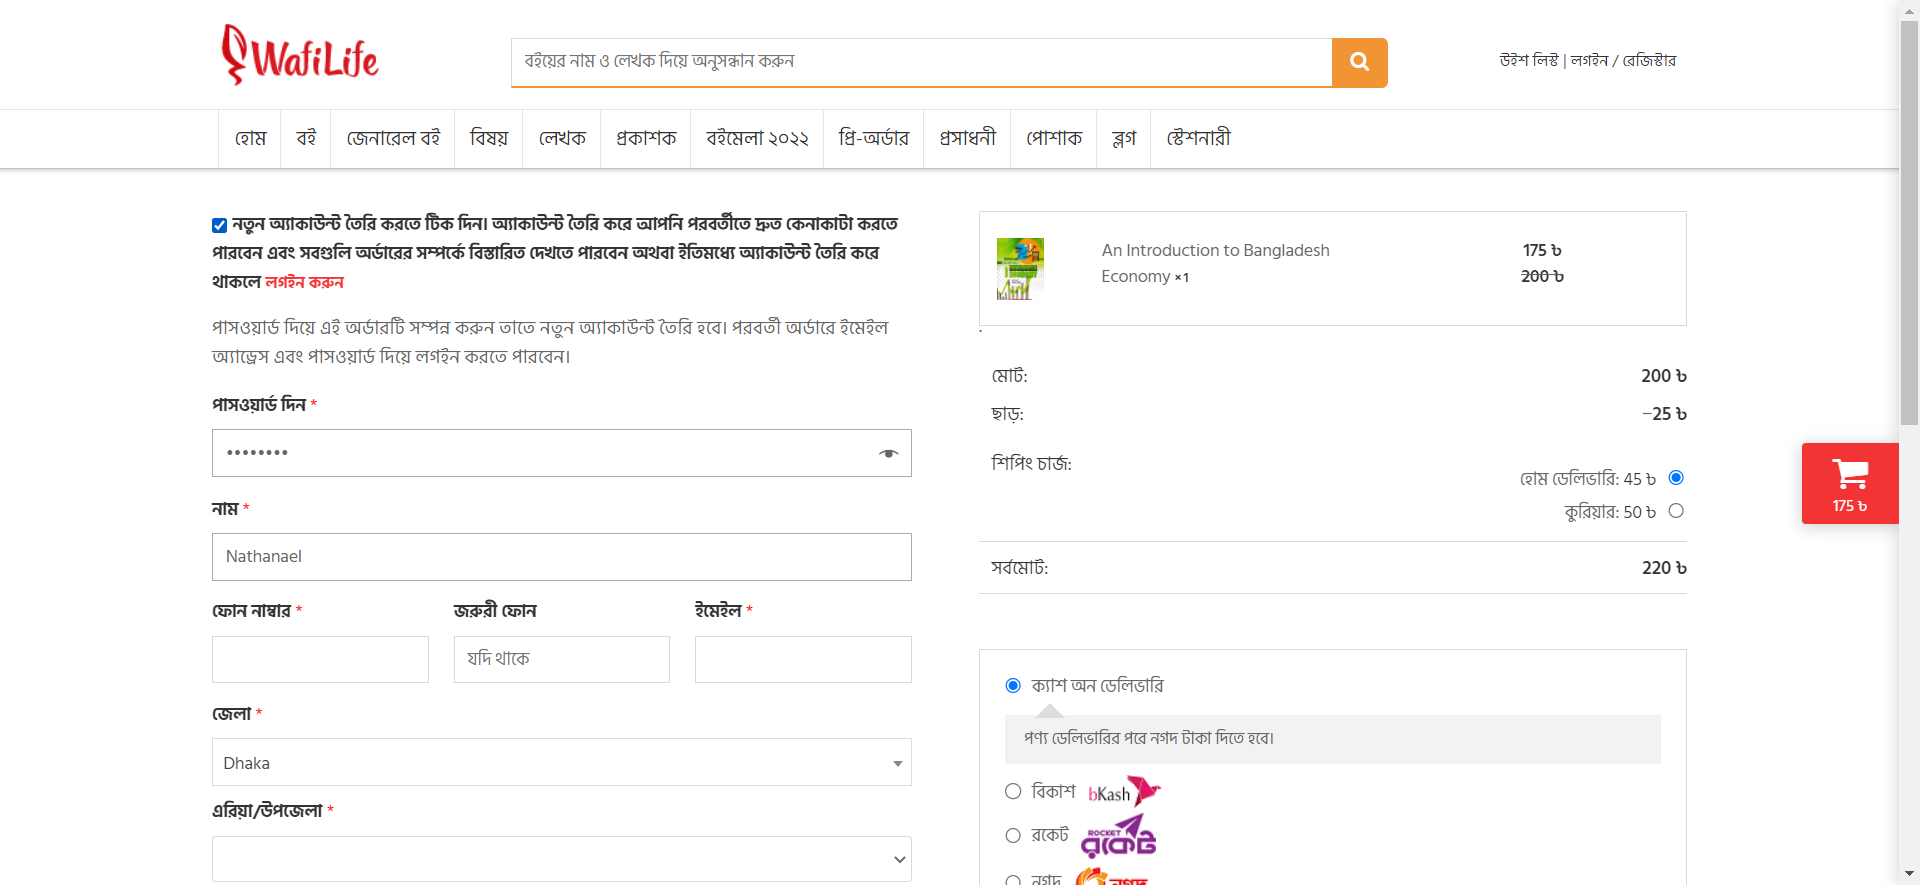 WafiLife
বইয়ের নাম ও লেখক দিয়ে অনুসন্ধান করুন
উইশ লিস্ট | লগইন / রেজিস্টার
হোম
বই
জেনারেল বই
বিষয়
লেখক
প্রকাশক
বইমেলা ২০২২
প্রি-অর্ডার
প্রসাধনী
পোশাক
ব্লগ
স্টেশনারী
নতুন অ্যাকাউন্ট তৈরি করতে টিক দিন। অ্যাকাউন্ট তৈরি করে আপনি পরবর্তীতে দ্রুত কেনাকাটা করতে
পারবেন এবং সবগুলি অর্ডারের সম্পর্কে বিস্তারিত দেখতে পারবেন অথবা ইতিমধ্যে অ্যাকাউন্ট তৈরি করে
থাকলে লগইন করুন
পাসওয়ার্ড দিয়ে এই অর্ডারটি সম্পন্ন করুন তাতে নতুন অ্যাকাউন্ট তৈরি হবে। পরবর্তী অর্ডারে ইমেইল
অ্যাড্রেস এবং পাসওয়ার্ড দিয়ে লগইন করতে পারবেন।
পাসওয়ার্ড দিন *
••••••••
নাম *
Nathanael
ফোন নাম্বার *
জরুরী ফোন
ইমেইল *
যদি থাকে
জেলা *
Dhaka
এরিয়া/উপজেলা *
An Introduction to Bangladesh
Economy ×1
175 ৳
200 ৳
মোট:
200 ৳
ছাড়:
−25 ৳
শিপিং চার্জ:
হোম ডেলিভারি: 45 ৳
কুরিয়ার: 50 ৳
সর্বমোট:
220 ৳
ক্যাশ অন ডেলিভারি
পণ্য ডেলিভারির পরে নগদ টাকা দিতে হবে।
বিকাশ bKash
রকেট ROCKET রকেট
নগদ নগদ
175 ৳